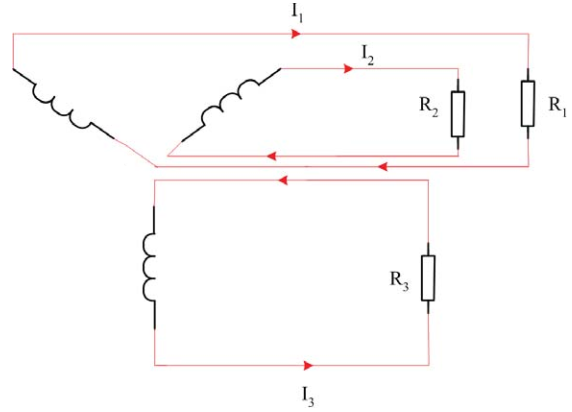 I₁
I₂
R₂
R₁
R₃
I₃